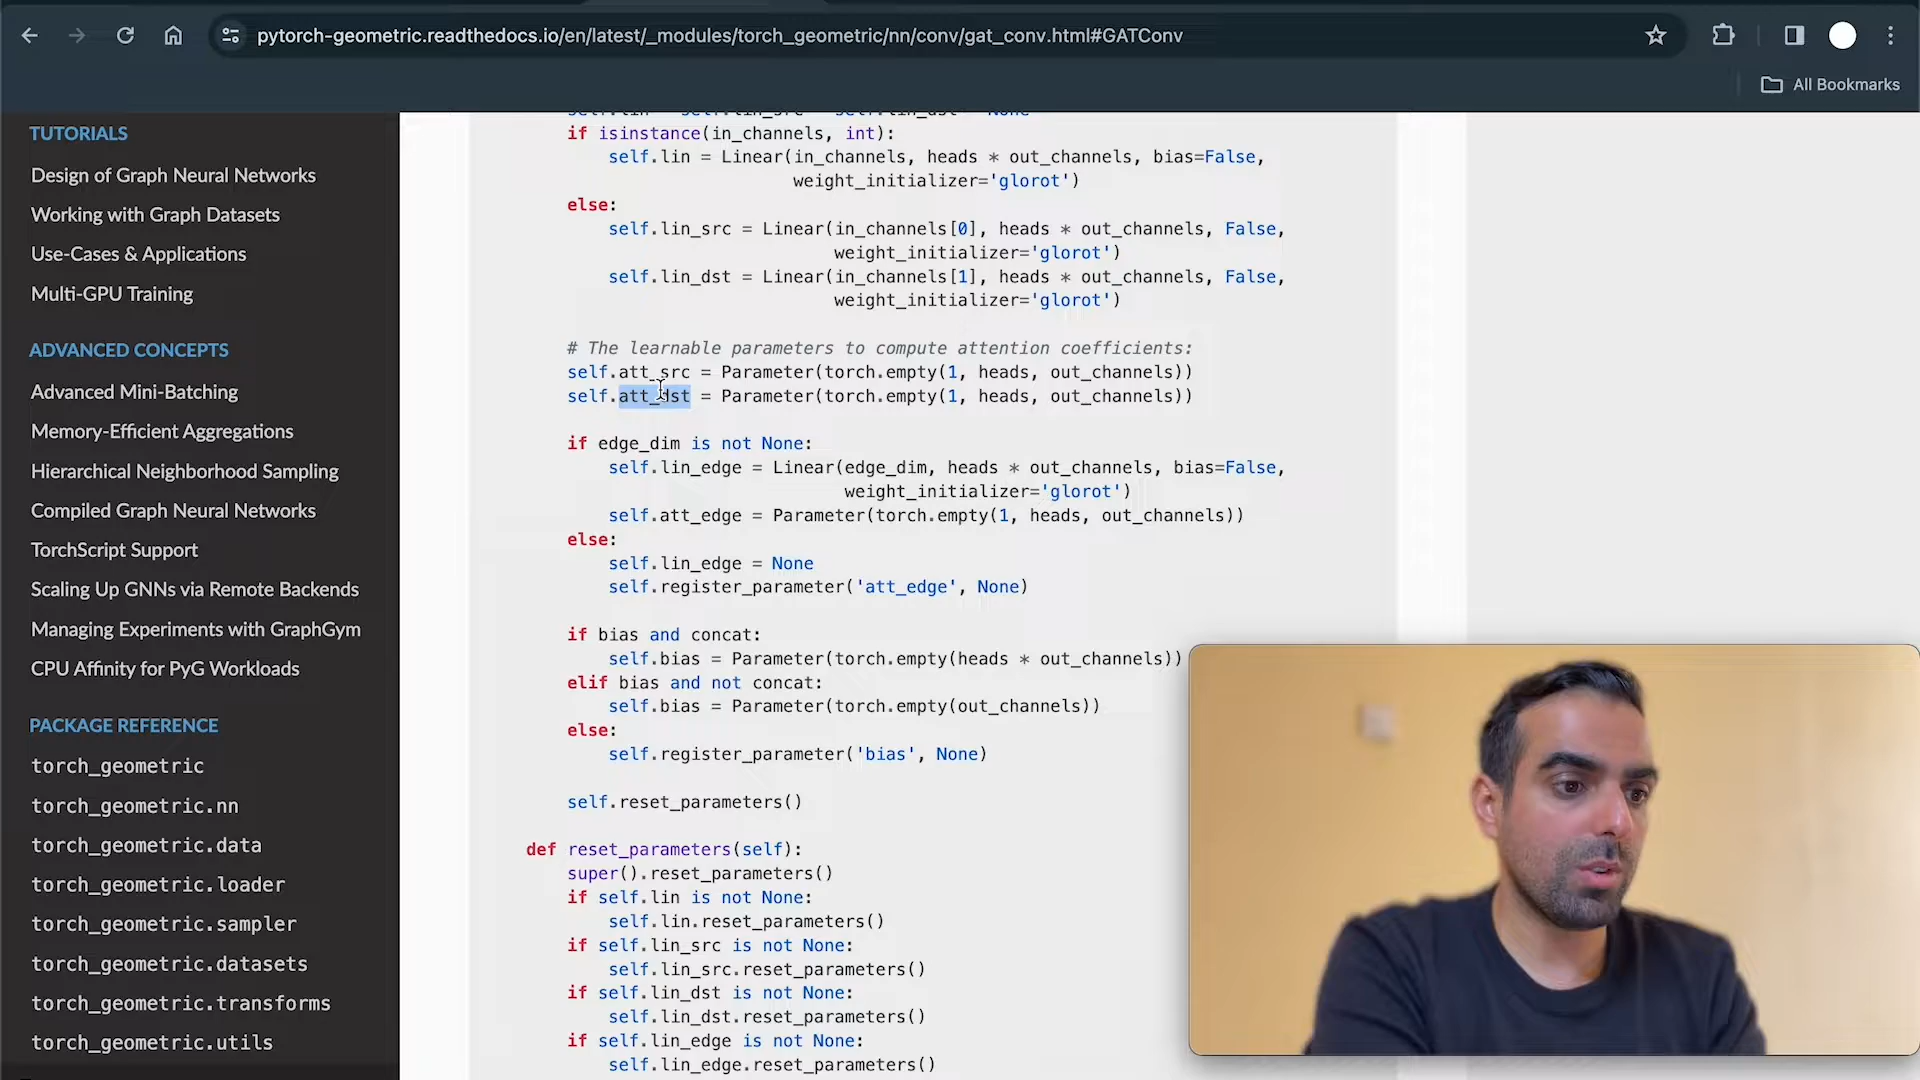 pytorch-geometric.readthedocs.io/en/latest/_modules/torch_geometric/nn/conv/gat_conv.html#GATConv
All Bookmarks
TUTORIALS
Design of Graph Neural Networks
Working with Graph Datasets
Use-Cases & Applications
Multi-GPU Training
ADVANCED CONCEPTS
Advanced Mini-Batching
Memory-Efficient Aggregations
Hierarchical Neighborhood Sampling
Compiled Graph Neural Networks
TorchScript Support
Scaling Up GNNs via Remote Backends
Managing Experiments with GraphGym
CPU Affinity for PyG Workloads
PACKAGE REFERENCE
torch_geometric
torch_geometric.nn
torch_geometric.data
torch_geometric.loader
torch_geometric.sampler
torch_geometric.datasets
torch_geometric.transforms
torch_geometric.utils
self.lin = self.lin_src = self.lin_dst = None
if isinstance(in_channels, int):
self.lin = Linear(in_channels, heads * out_channels, bias=False,
weight_initializer='glorot')
else:
self.lin_src = Linear(in_channels[0], heads * out_channels, False,
weight_initializer='glorot')
self.lin_dst = Linear(in_channels[1], heads * out_channels, False,
weight_initializer='glorot')
# The learnable parameters to compute attention coefficients:
self.att_src = Parameter(torch.empty(1, heads, out_channels))
self.att_dst = Parameter(torch.empty(1, heads, out_channels))
if edge_dim is not None:
self.lin_edge = Linear(edge_dim, heads * out_channels, bias=False,
weight_initializer='glorot')
self.att_edge = Parameter(torch.empty(1, heads, out_channels))
else:
self.lin_edge = None
self.register_parameter('att_edge', None)
if bias and concat:
self.bias = Parameter(torch.empty(heads * out_channels))
elif bias and not concat:
self.bias = Parameter(torch.empty(out_channels))
else:
self.register_parameter('bias', None)
self.reset_parameters()
def reset_parameters(self):
super().reset_parameters()
if self.lin is not None:
self.lin.reset_parameters()
if self.lin_src is not None:
self.lin_src.reset_parameters()
if self.lin_dst is not None:
self.lin_dst.reset_parameters()
if self.lin_edge is not None:
self.lin_edge.reset_parameters()